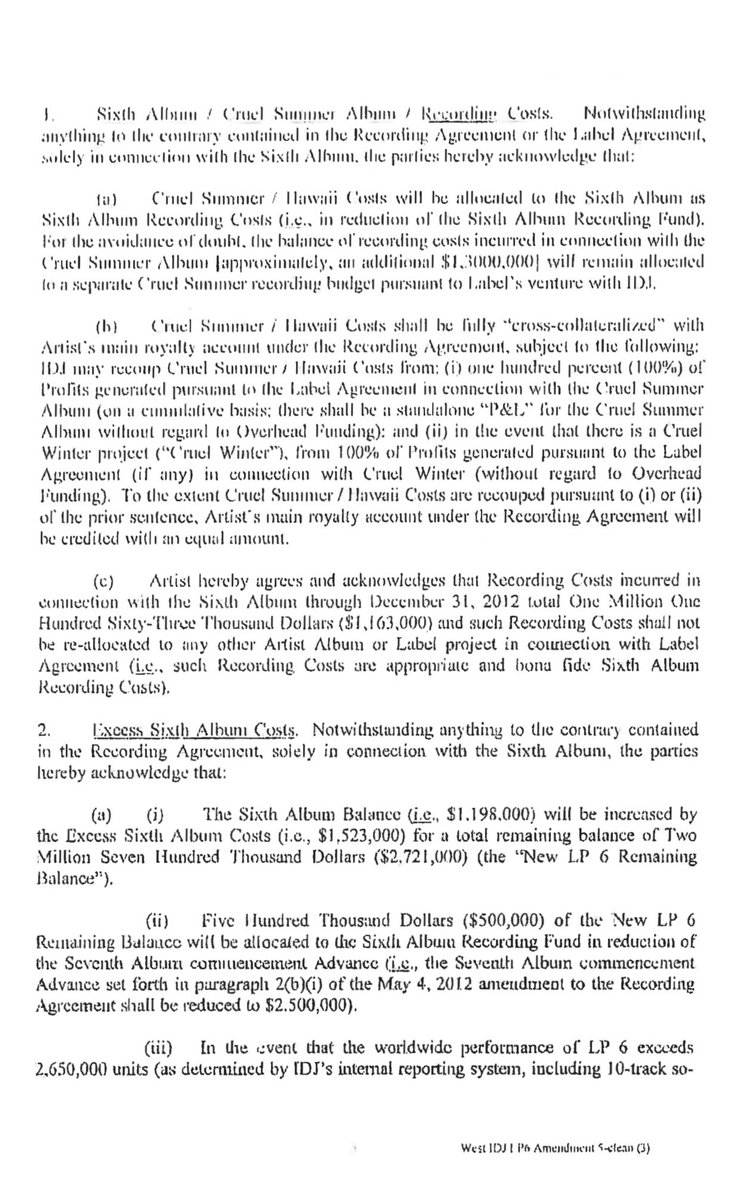 1. Sixth Album / Cruel Summer Album / Recording Costs. Notwithstanding
anything to the contrary contained in the Recording Agreement or the Label Agreement,
solely in connection with the Sixth Album, the parties hereby acknowledge that:
(a) Cruel Summer / Hawaii Costs will be allocated to the Sixth Album as
Sixth Album Recording Costs (i.e., in reduction of the Sixth Album Recording Fund).
For the avoidance of doubt, the balance of recording costs incurred in connection with the
Cruel Summer Album [approximately, an additional $1,3000,000] will remain allocated
to a separate Cruel Summer recording budget pursuant to Label's venture with IDJ.
(b) Cruel Summer / Hawaii Costs shall be fully "cross-collateralized" with
Artist's main royalty account under the Recording Agreement, subject to the following:
IDJ may recoup Cruel Summer / Hawaii Costs from: (i) one hundred percent (100%) of
Profits generated pursuant to the Label Agreement in connection with the Cruel Summer
Album (on a cumulative basis; there shall be a standalone "P&L" for the Cruel Summer
Album without regard to Overhead Funding); and (ii) in the event that there is a Cruel
Winter project ("Cruel Winter"), from 100% of Profits generated pursuant to the Label
Agreement (if any) in connection with Cruel Winter (without regard to Overhead
Funding). To the extent Cruel Summer / Hawaii Costs are recouped pursuant to (i) or (ii)
of the prior sentence, Artist's main royalty account under the Recording Agreement will
be credited with an equal amount.
(c) Artist hereby agrees and acknowledges that Recording Costs incurred in
connection with the Sixth Album through December 31, 2012 total One Million One
Hundred Sixty-Three Thousand Dollars ($1,163,000) and such Recording Costs shall not
be re-allocated to any other Artist Album or Label project in connection with Label
Agreement (i.e., such Recording Costs are appropriate and bona fide Sixth Album
Recording Costs).
2. Excess Sixth Album Costs. Notwithstanding anything to the contrary contained
in the Recording Agreement, solely in connection with the Sixth Album, the parties
hereby acknowledge that:
(a) (i) The Sixth Album Balance (i.e., $1,198,000) will be increased by
the Excess Sixth Album Costs (i.e., $1,523,000) for a total remaining balance of Two
Million Seven Hundred Thousand Dollars ($2,721,000) (the "New LP 6 Remaining
Balance").
(ii) Five Hundred Thousand Dollars ($500,000) of the New LP 6
Remaining Balance will be allocated to the Sixth Album Recording Fund in reduction of
the Seventh Album commencement Advance (i.e., the Seventh Album commencement
Advance set forth in paragraph 2(b)(i) of the May 4, 2012 amendment to the Recording
Agreement shall be reduced to $2,500,000).
(iii) In the event that the worldwide performance of LP 6 exceeds
2,650,000 units (as determined by IDJ's internal reporting system, including 10-track so-
West IDJ LP6 Amendment 5-clean (3)